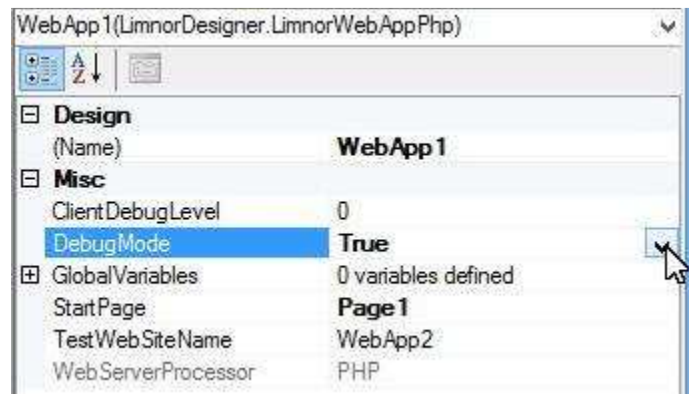 WebApp1(LimnorDesigner.LimnorWebAppPhp)
A
Z
Design
(Name) WebApp1
Misc
ClientDebugLevel 0
DebugMode True
GlobalVariables 0 variables defined
StartPage Page1
TestWebSiteName WebApp2
WebServerProcessor PHP